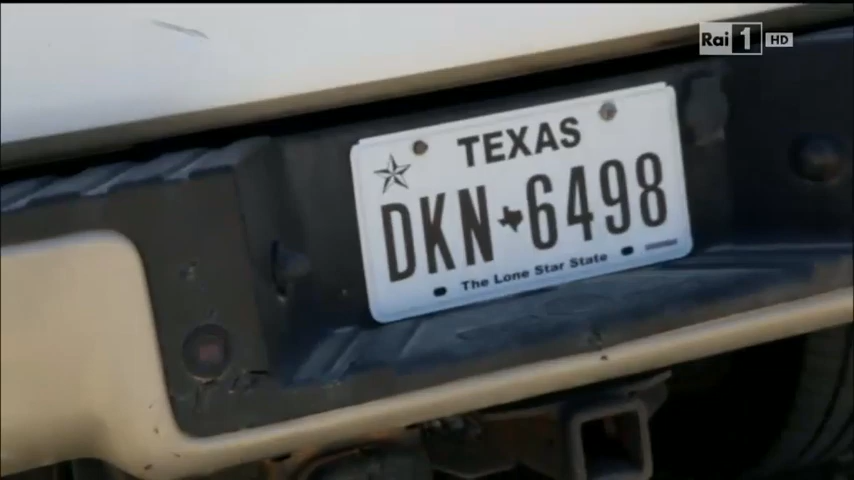 Rai 1 HD
TEXAS
DKN 6498
The Lone Star State